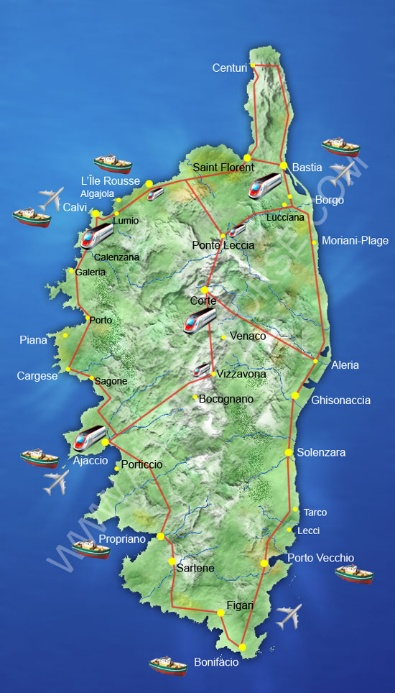 Centuri
Saint Florent
Bastia
L'Île Rousse
Algajola
Calvi
Lumio
Borgo
Lucciana
Ponte Leccia
Moriani-Plage
Calenzana
Galeria
Corte
Porto
Piana
Venaco
Aleria
Cargese
Sagone
Vizzavona
Bocognano
Ghisonaccia
Ajaccio
Porticcio
Solenzara
Tarco
Lecci
Propriano
Porto Vecchio
Sartene
Figari
Bonifacio